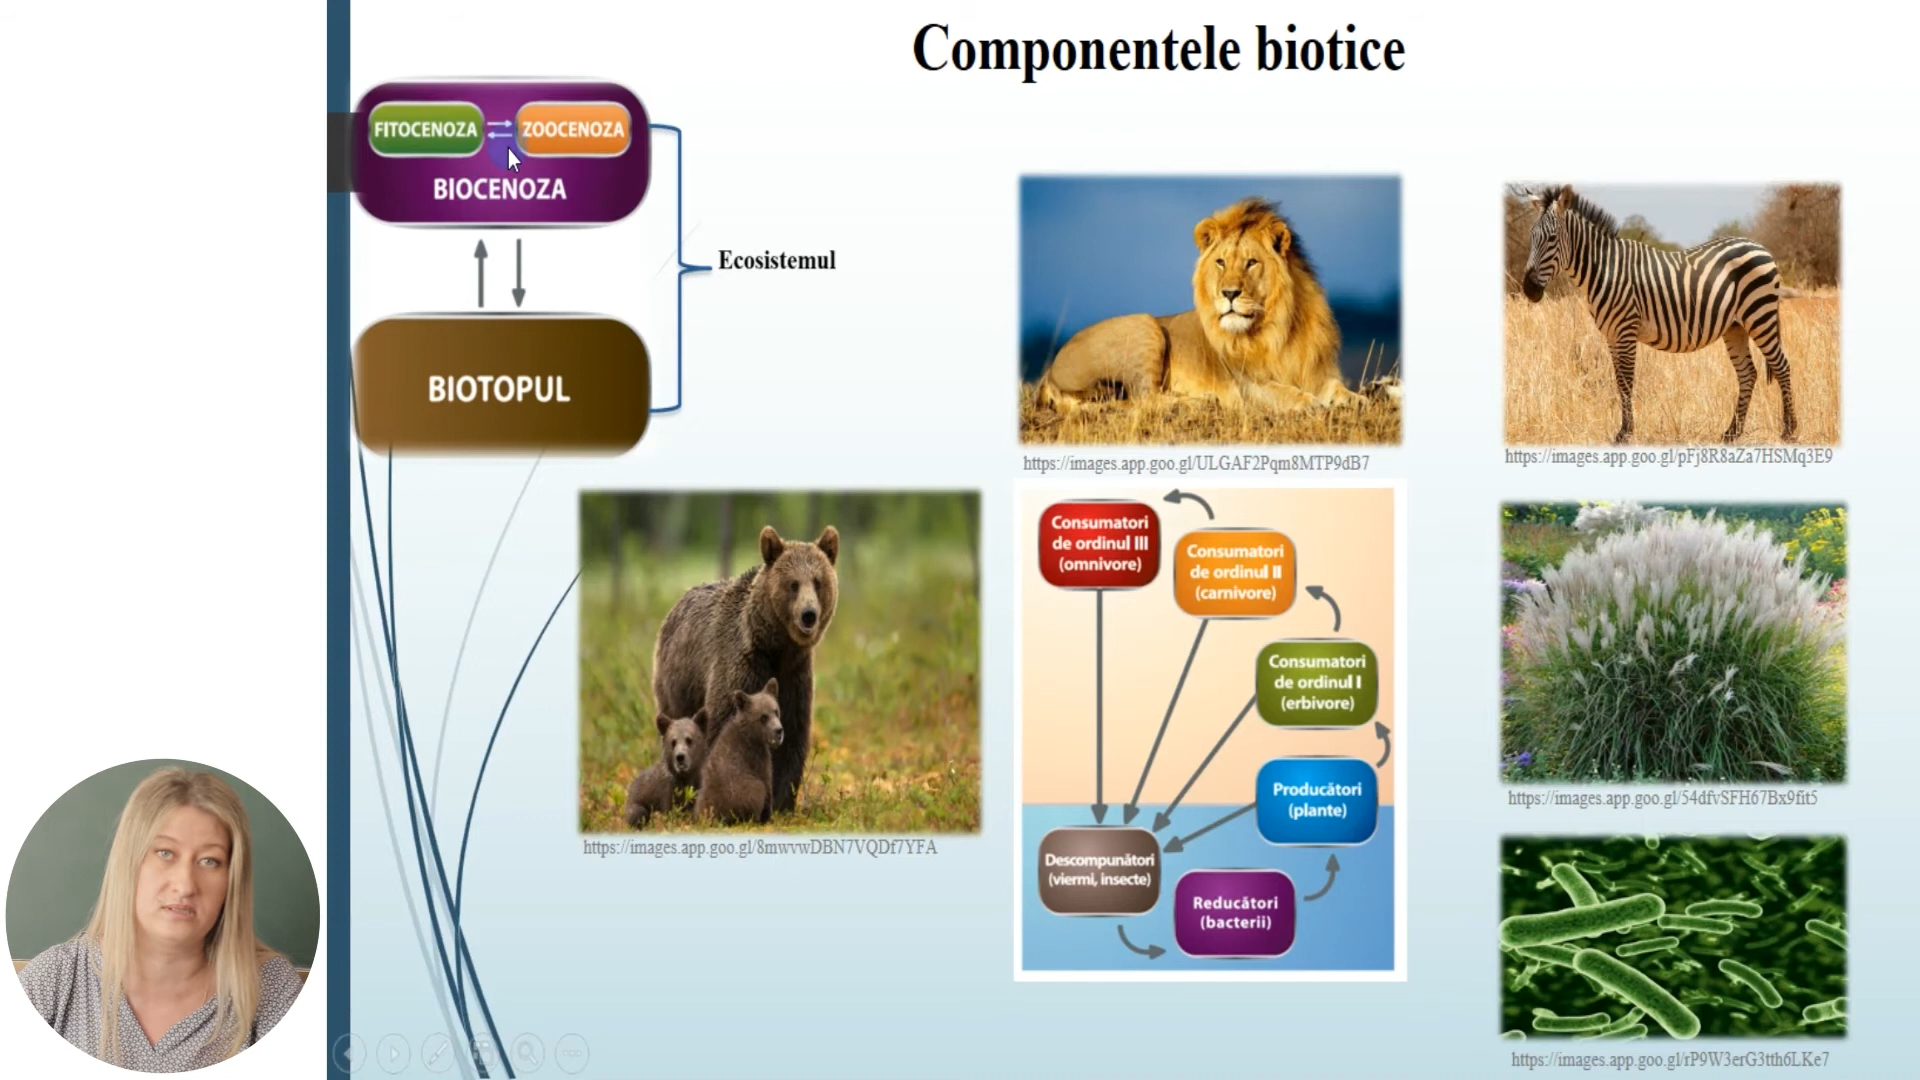 Componentele biotice
FITOCENOZA
ZOOCENOZA
BIOCENOZA
Ecosistemul
BIOTOPUL
https://images.app.goo.gl/ULGAF2Pqm8MTP9dB7
https://images.app.goo.gl/pFj8R8aZa7HSMq3E9
https://images.app.goo.gl/8mwvwDBN7VQDf7YFA
Consumatori
de ordinul III
(omnivore)
Consumatori
de ordinul II
(carnivore)
Consumatori
de ordinul I
(erbivore)
Producători
(plante)
Descompunători
(viermi, insecte)
Reducători
(bacterii)
https://images.app.goo.gl/54dfvSFH67Bx9fit5
https://images.app.goo.gl/rP9W3erG3tth6LKe7